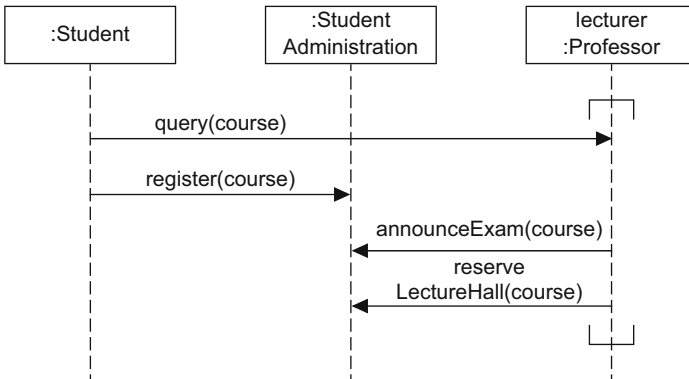 :Student
:Student
Administration
lecturer
:Professor
query(course)
register(course)
announceExam(course)
reserve
LectureHall(course)